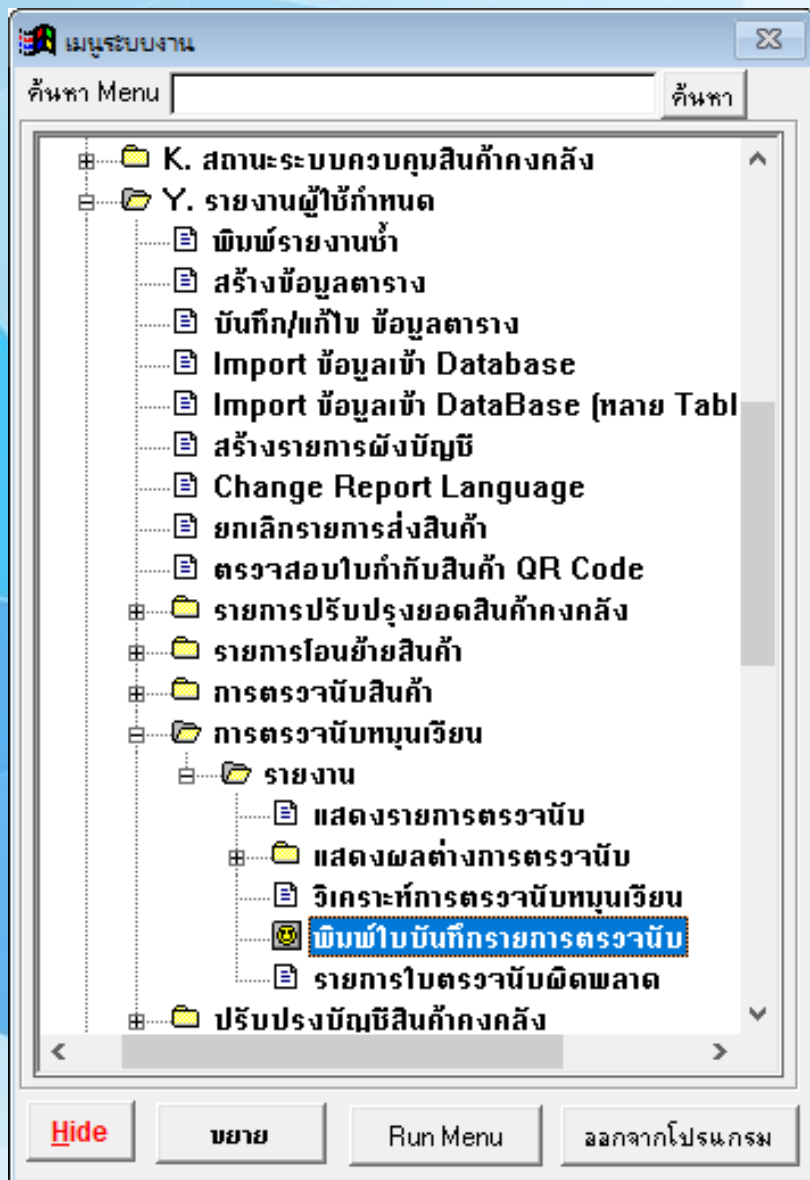 เมนูระบบงาน
ค้นหา Menu ค้นหา
K. สถานะระบบควบคุมสินค้าคงคลัง
Y. รายงานผู้ใช้กำหนด
พิมพ์รายงานซ้ำ
สร้างข้อมูลตาราง
บันทึก/แก้ไข ข้อมูลตาราง
Import ข้อมูลเข้า Database
Import ข้อมูลเข้า DataBase (หลาย Tabl
สร้างรายการผังบัญชี
Change Report Language
ยกเลิกรายการส่งสินค้า
ตรวจสอบใบกำกับสินค้า QR Code
รายการปรับปรุงยอดสินค้าคงคลัง
รายการโอนย้ายสินค้า
การตรวจนับสินค้า
การตรวจนับหมุนเวียน
รายงาน
แสดงรายการตรวจนับ
แสดงผลต่างการตรวจนับ
วิเคราะห์การตรวจนับหมุนเวียน
พิมพ์ใบบันทึกรายการตรวจนับ
รายการใบตรวจนับผิดพลาด
ปรับปรุงบัญชีสินค้าคงคลัง
Hide ขยาย Run Menu ออกจากโปรแกรม